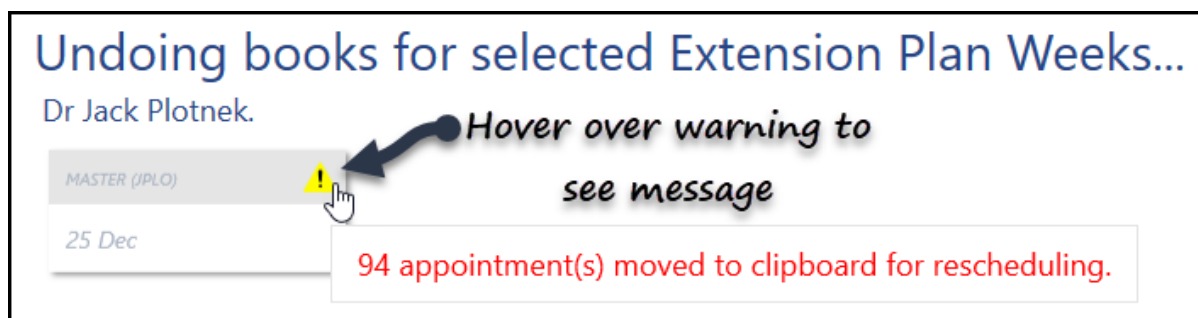 Undoing books for selected Extension Plan Weeks...
Dr Jack Plotnek.
Hover over warning to
see message
MASTER (JPLO)
25 Dec
94 appointment(s) moved to clipboard for rescheduling.